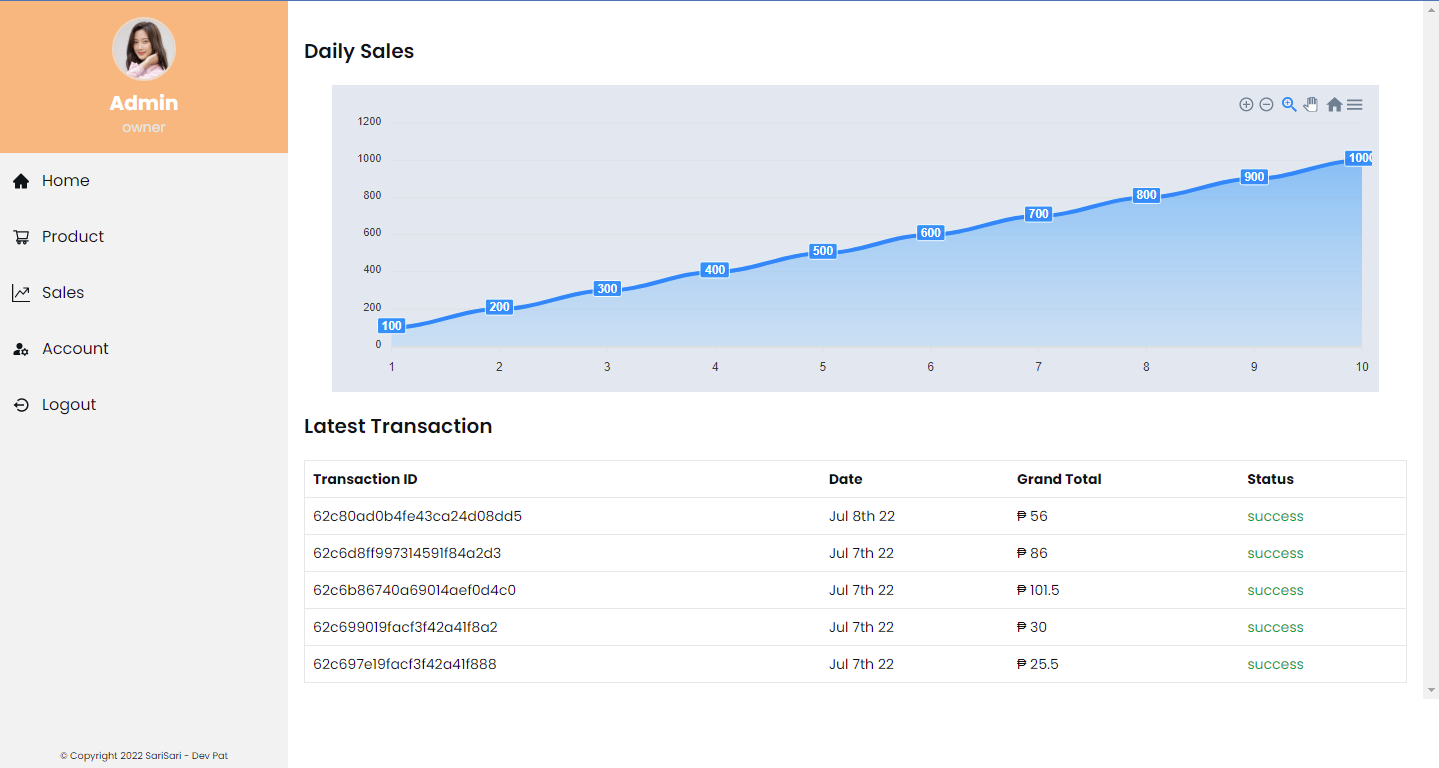 Admin
owner
Home
Product
Sales
Account
Logout
© Copyright 2022 SariSari - Dev Pat
Daily Sales
1200
1000
800
600
400
200
0
100
200
300
400
500
600
700
800
900
1000
1 2 3 4 5 6 7 8 9 10
Latest Transaction
Transaction ID Date Grand Total Status
62c80ad0b4fe43ca24d08dd5 Jul 8th 22 ₱ 56 success
62c6d8ff997314591f84a2d3 Jul 7th 22 ₱ 86 success
62c6b86740a69014aef0d4c0 Jul 7th 22 ₱ 101.5 success
62c699019facf3f42a41f8a2 Jul 7th 22 ₱ 30 success
62c697e19facf3f42a41f888 Jul 7th 22 ₱ 25.5 success